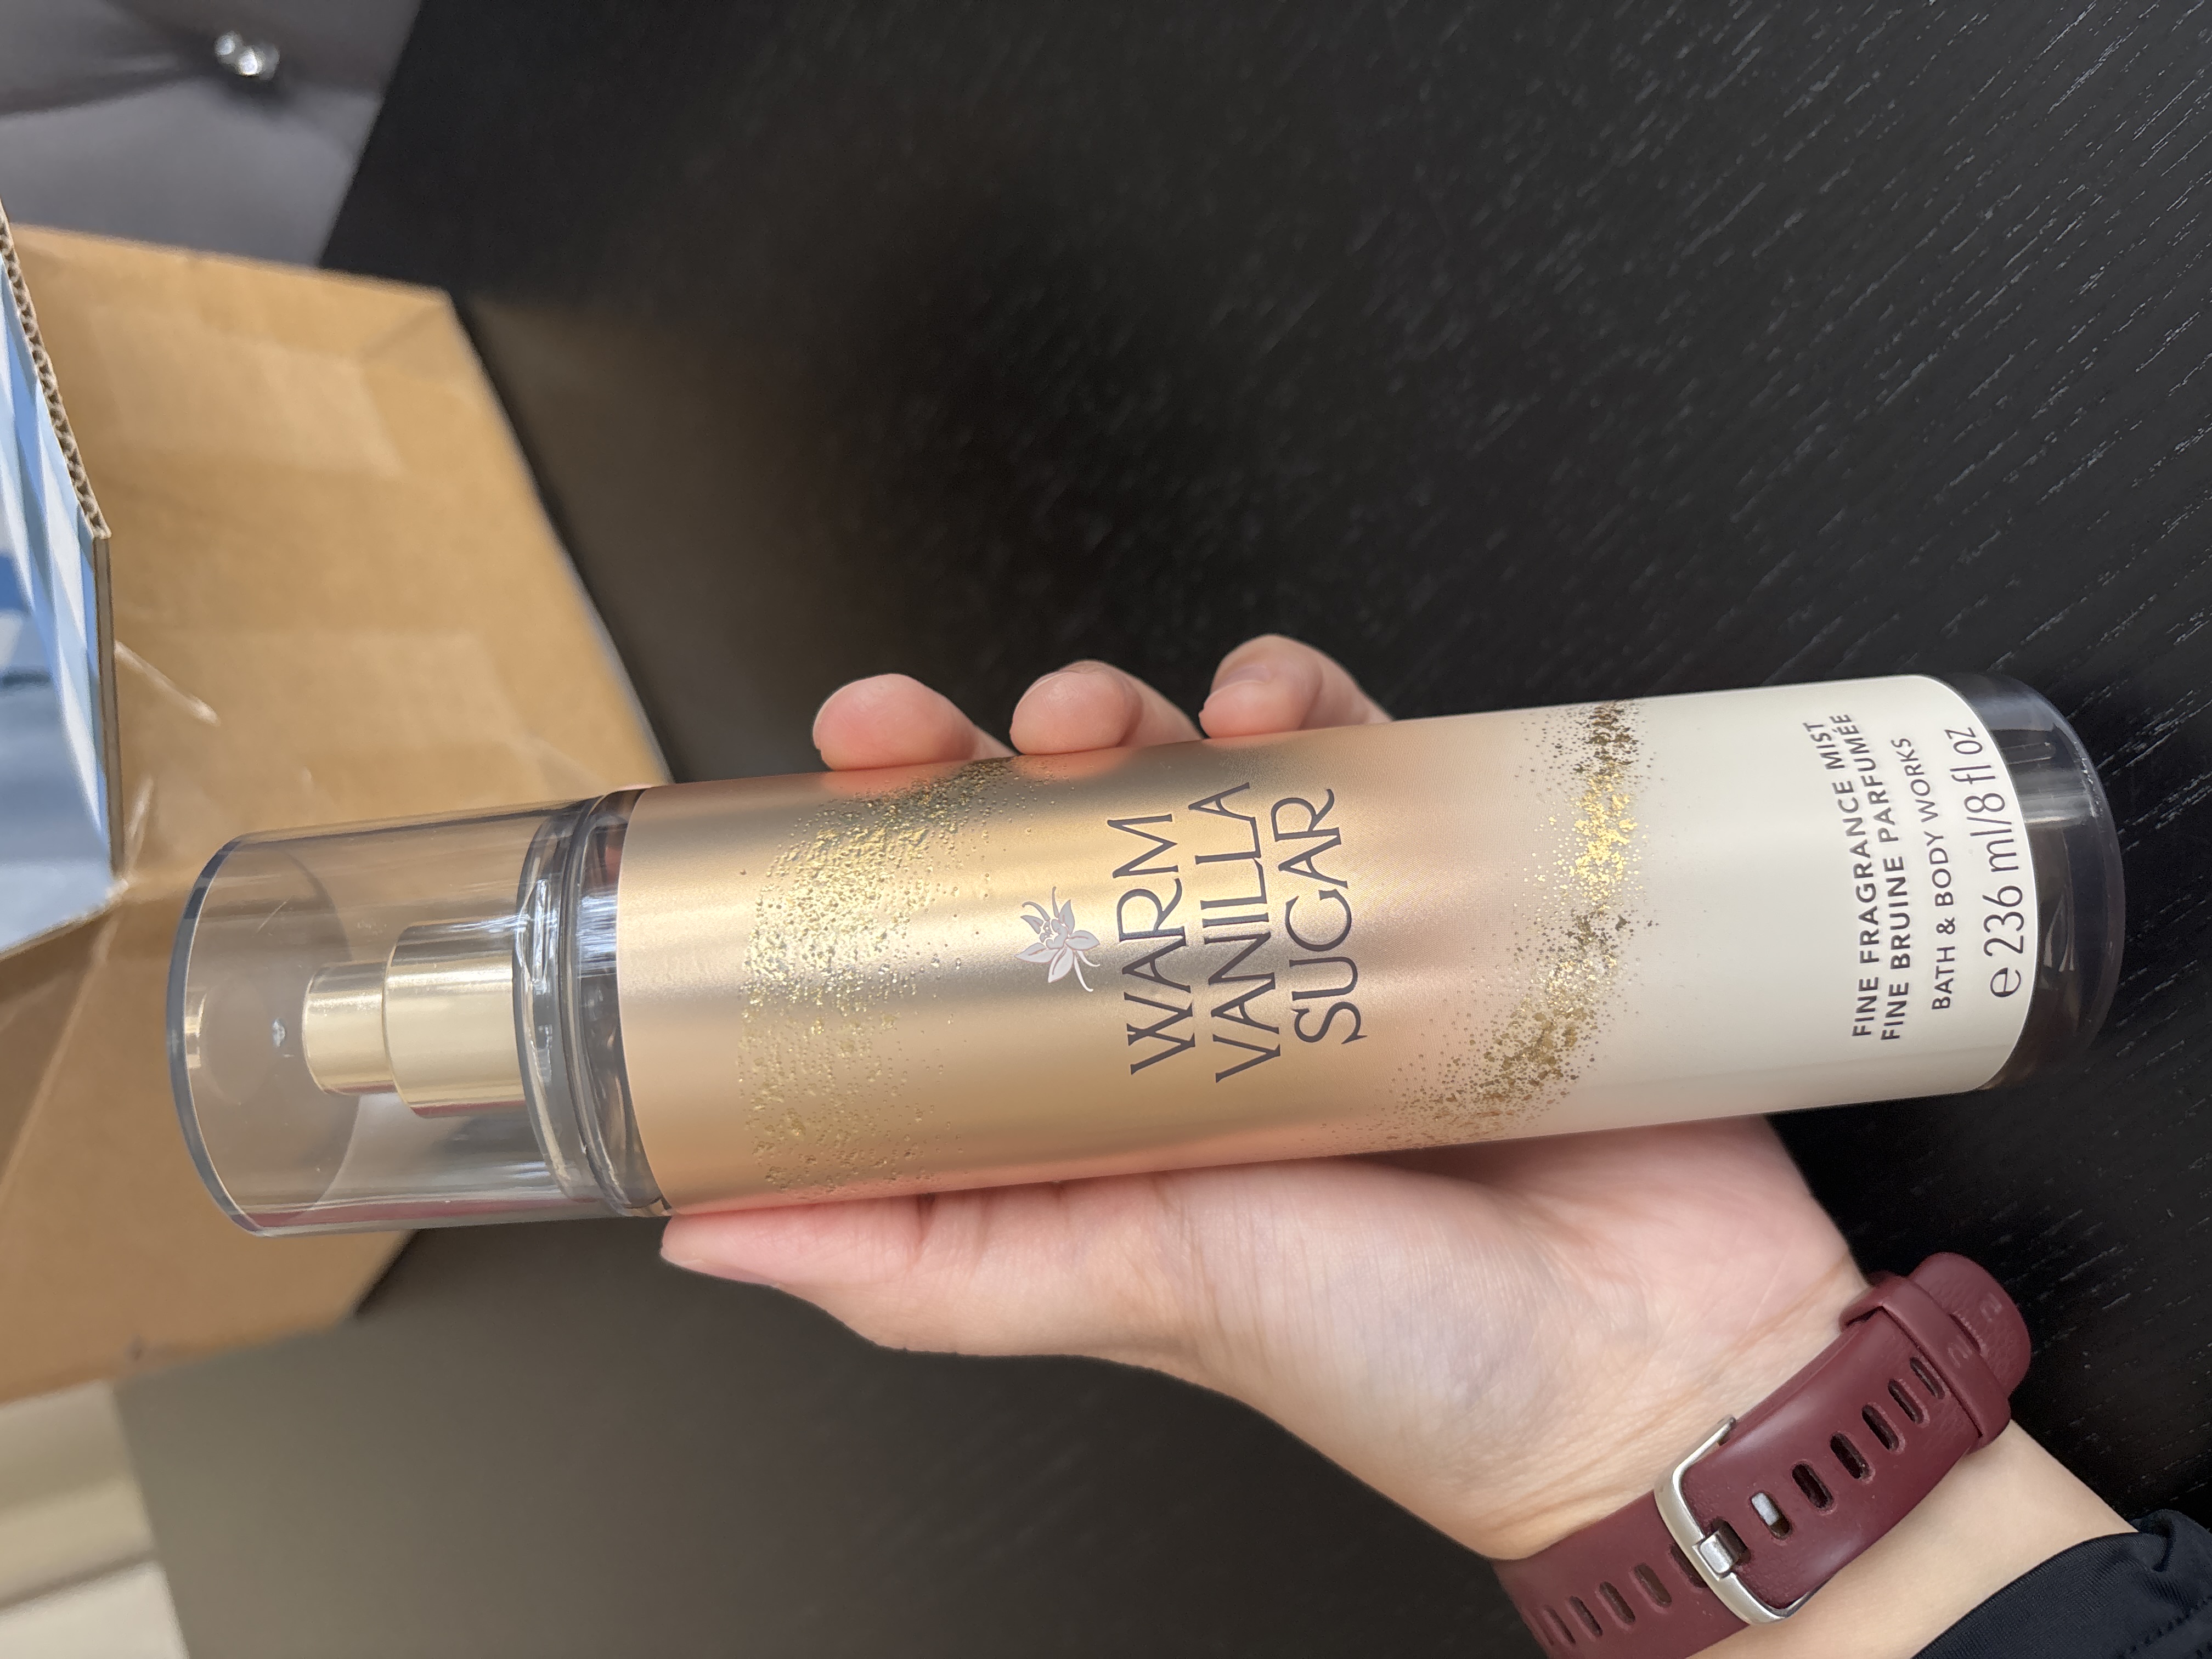 WARM
VANILLA
SUGAR
FINE FRAGRANCE MIST
FINE BRUINE PARFUMÉE
BATH & BODY WORKS
℮ 236 ml/8 fl oz